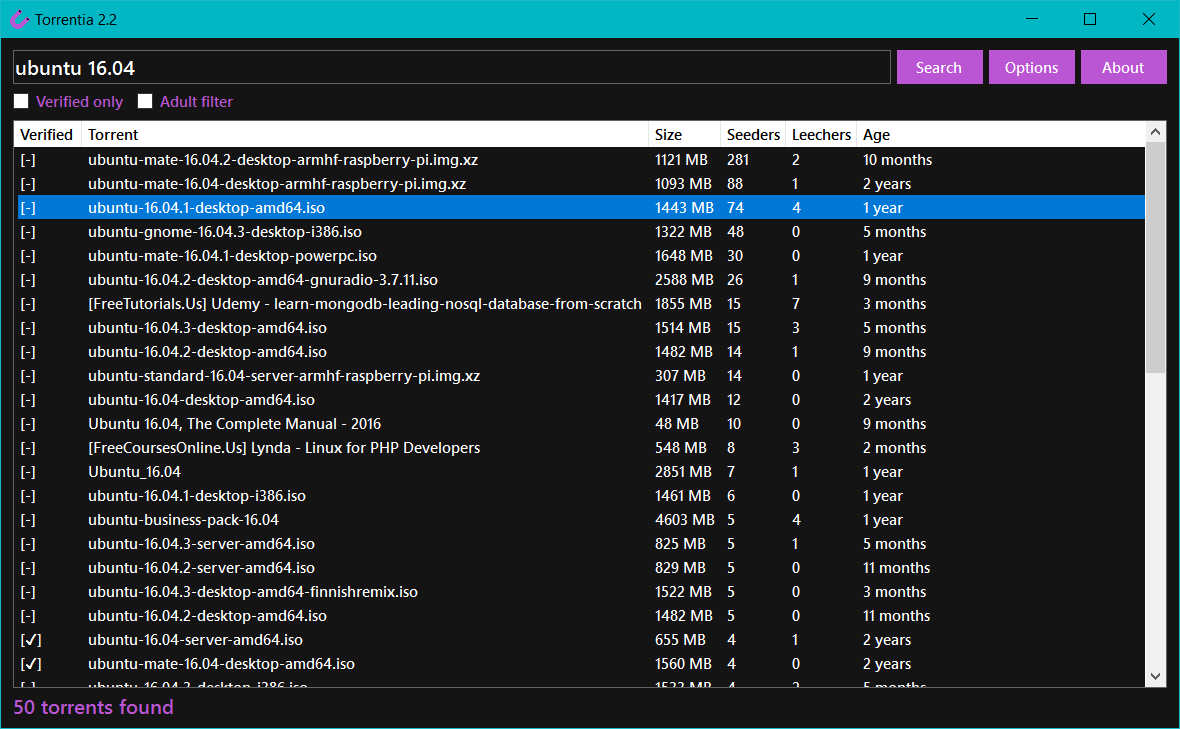 Torrentia 2.2
ubuntu 16.04 Search Options About
Verified only Adult filter
Verified Torrent Size Seeders Leechers Age
[-] ubuntu-mate-16.04.2-desktop-armhf-raspberry-pi.img.xz 1121 MB 281 2 10 months
[-] ubuntu-mate-16.04-desktop-armhf-raspberry-pi.img.xz 1093 MB 88 1 2 years
[-] ubuntu-16.04.1-desktop-amd64.iso 1443 MB 74 4 1 year
[-] ubuntu-gnome-16.04.3-desktop-i386.iso 1322 MB 48 0 5 months
[-] ubuntu-mate-16.04.1-desktop-powerpc.iso 1648 MB 30 0 1 year
[-] ubuntu-16.04.2-desktop-amd64-gnuradio-3.7.11.iso 2588 MB 26 1 9 months
[-] [FreeTutorials.Us] Udemy - learn-mongodb-leading-nosql-database-from-scratch 1855 MB 15 7 3 months
[-] ubuntu-16.04.3-desktop-amd64.iso 1514 MB 15 3 5 months
[-] ubuntu-16.04.2-desktop-amd64.iso 1482 MB 14 1 9 months
[-] ubuntu-standard-16.04-server-armhf-raspberry-pi.img.xz 307 MB 14 0 1 year
[-] ubuntu-16.04-desktop-amd64.iso 1417 MB 12 0 2 years
[-] Ubuntu 16.04, The Complete Manual - 2016 48 MB 10 0 9 months
[-] [FreeCoursesOnline.Us] Lynda - Linux for PHP Developers 548 MB 8 3 2 months
[-] Ubuntu_16.04 2851 MB 7 1 1 year
[-] ubuntu-16.04.1-desktop-i386.iso 1461 MB 6 0 1 year
[-] ubuntu-business-pack-16.04 4603 MB 5 4 1 year
[-] ubuntu-16.04.3-server-amd64.iso 825 MB 5 1 5 months
[-] ubuntu-16.04.2-server-amd64.iso 829 MB 5 0 11 months
[-] ubuntu-16.04.3-desktop-amd64-finnishremix.iso 1522 MB 5 0 3 months
[-] ubuntu-16.04.2-desktop-amd64.iso 1482 MB 5 0 11 months
[✓] ubuntu-16.04-server-amd64.iso 655 MB 4 1 2 years
[✓] ubuntu-mate-16.04-desktop-amd64.iso 1560 MB 4 0 2 years
50 torrents found